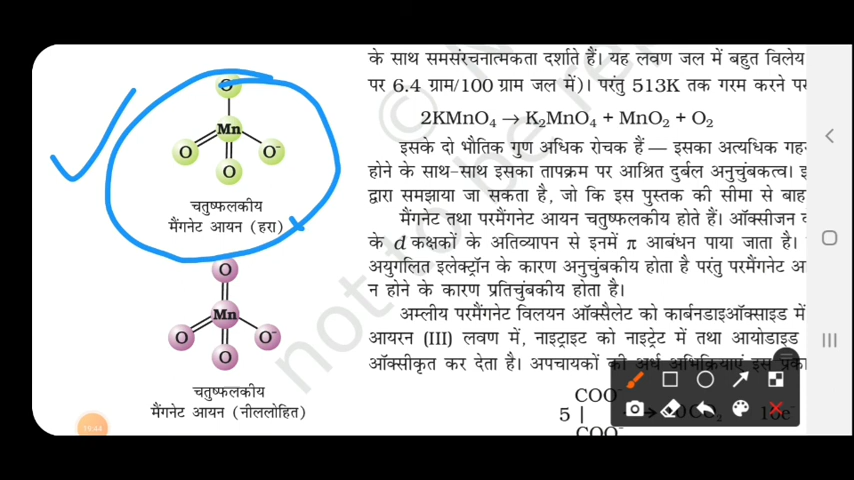 O⁻
Mn
O O⁻
O
चतुष्फलकीय
मैंगनेट आयन (हरा)
O
Mn
O O⁻
O
चतुष्फलकीय
मैंगनेट आयन (नीललोहित)
के साथ समसंरचनात्मकता दर्शाते हैं। यह लवण जल में बहुत विलेय
पर 6.4 ग्राम/100 ग्राम जल में)। परंतु 513K तक गरम करने पर
2KMnO₄ → K₂MnO₄ + MnO₂ + O₂
इसके दो भौतिक गुण अधिक रोचक हैं — इसका अत्यधिक
होने के साथ-साथ इसका तापक्रम पर आश्रित दुर्बल अनुचुंबकत्व।
द्वारा समझाया जा सकता है, जो कि इस पुस्तक की सीमा से
मैंगनेट तथा परमैंगनेट आयन चतुष्फलकीय होते हैं। ऑक्सीजन
के d कक्षकों के अतिव्यापन से इनमें π आबंधन पाया जाता है।
अयुगलित इलेक्ट्रॉन के कारण अनुचुंबकीय होता है परंतु परमैंगनेट
न होने के कारण प्रतिचुंबकीय होता है।
अम्लीय परमैंगनेट विलयन ऑक्सैलेट को कार्बनडाइऑक्साइड में
आयरन (III) लवण में, नाइट्राइट को नाइट्रेट में तथा आयोडाइड
ऑक्सीकृत कर देता है। अपचायकों की अर्ध अभिक्रियाएं इस
COO⁻
5 |
COO⁻
not to be